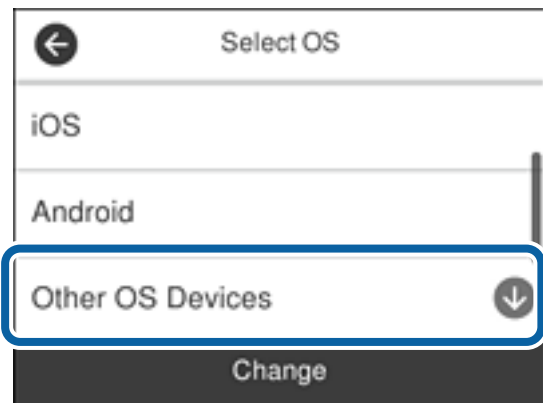 Select OS
iOS
Android
Other OS Devices
Change